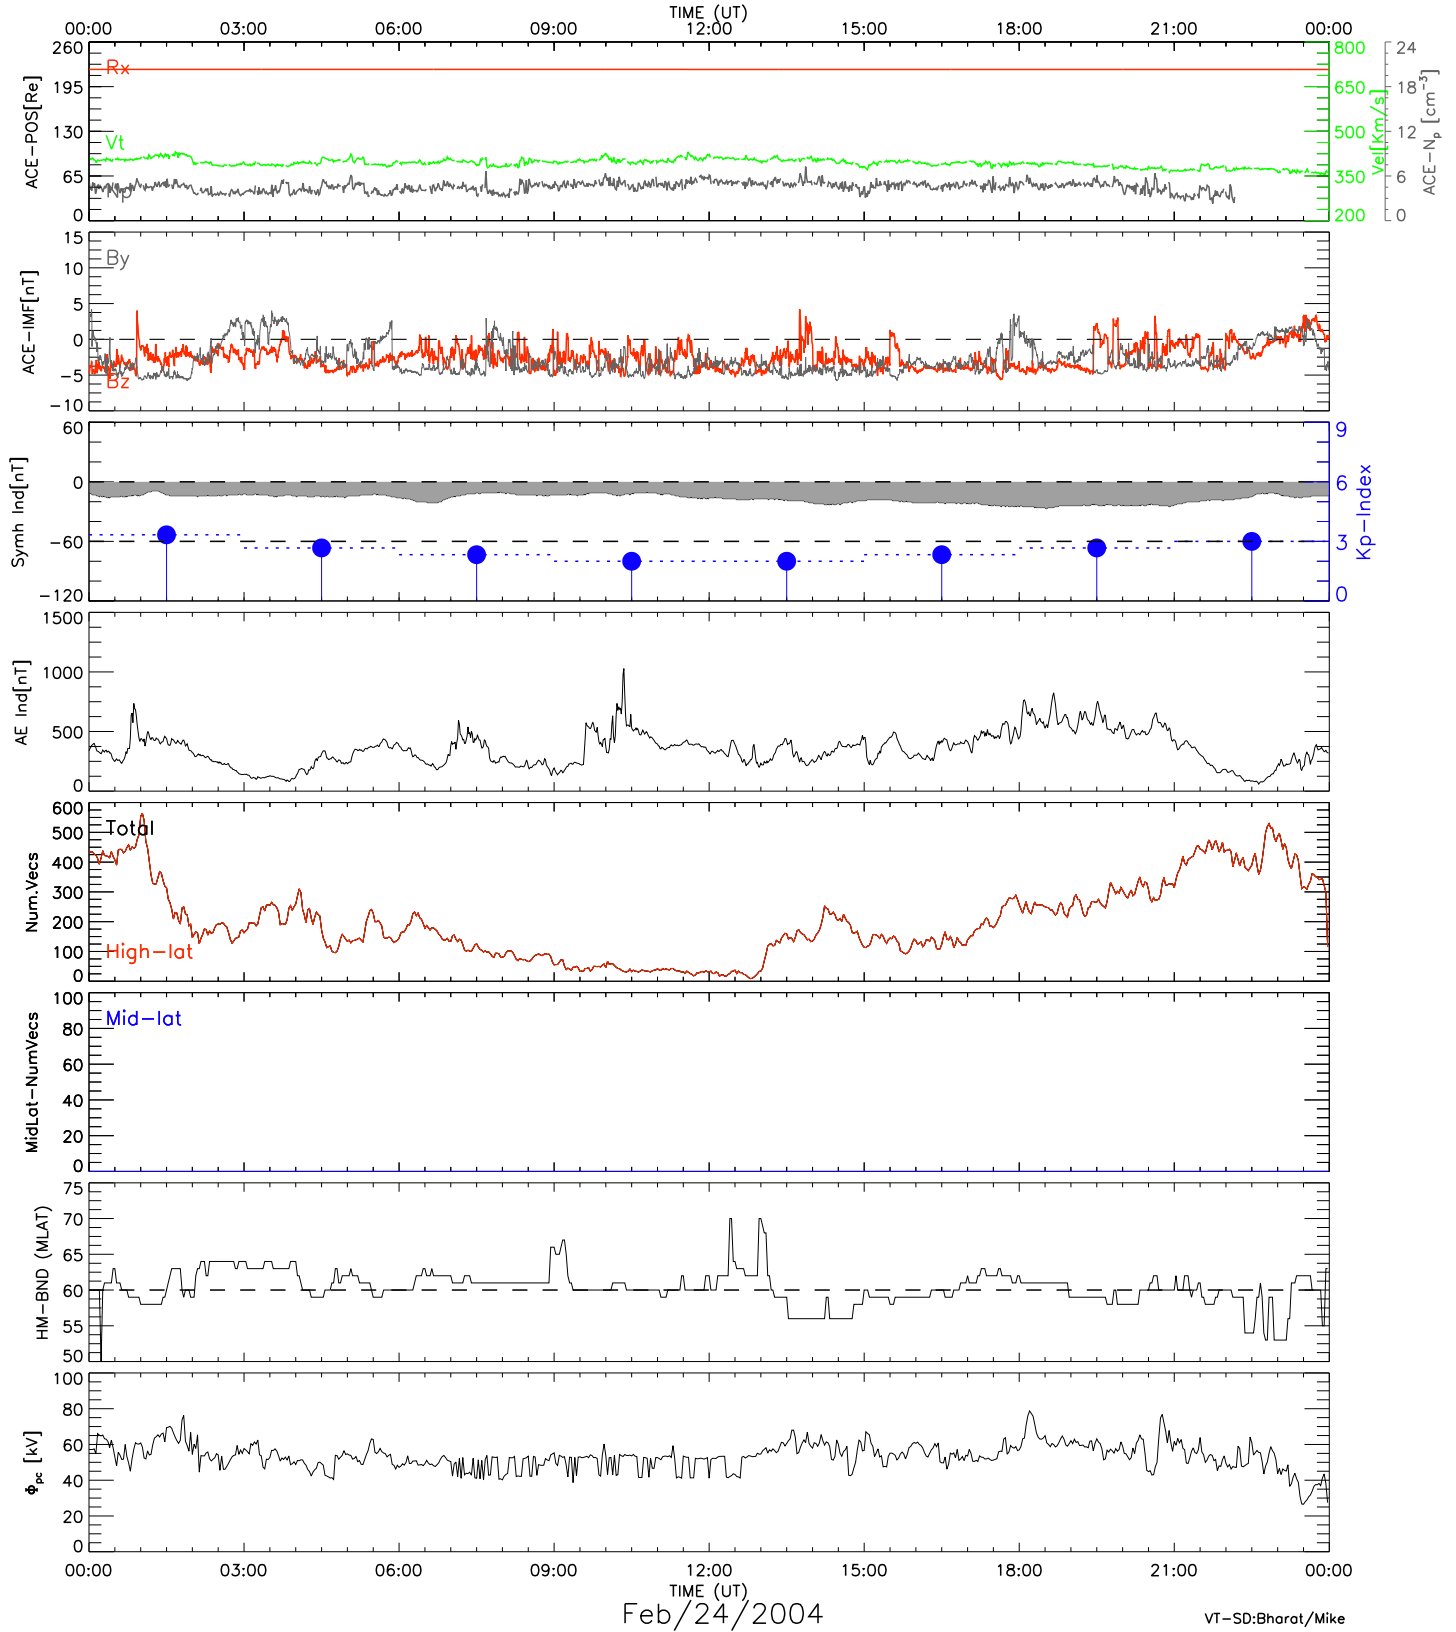 TIME (UT)
00:00 03:00 06:00 09:00 12:00 15:00 18:00 21:00 00:00
260 195 130 65 0
ACE-POS[Re]
Rx
Vt
800 650 500 350 200
Vel[Km/s]
24 18 12 6 0
ACE-Np [cm-3]
15 10 5 0 -5 -10
ACE-IMF[nT]
By
Bz
60 0 -60 -120
Symh Ind[nT]
9 6 3 0
Kp-Index
1500 1000 500 0
AE Ind[nT]
600 500 400 300 200 100 0
Num.Vecs
Total
High-lat
100 80 60 40 20 0
MidLat-NumVecs
Mid-lat
75 70 65 60 55 50
HM-BND (MLAT)
100 80 60 40 20 0
Φpc [kV]
00:00 03:00 06:00 09:00 12:00 15:00 18:00 21:00 00:00
TIME (UT)
Feb/24/2004
VT-SD:Bharat/Mike